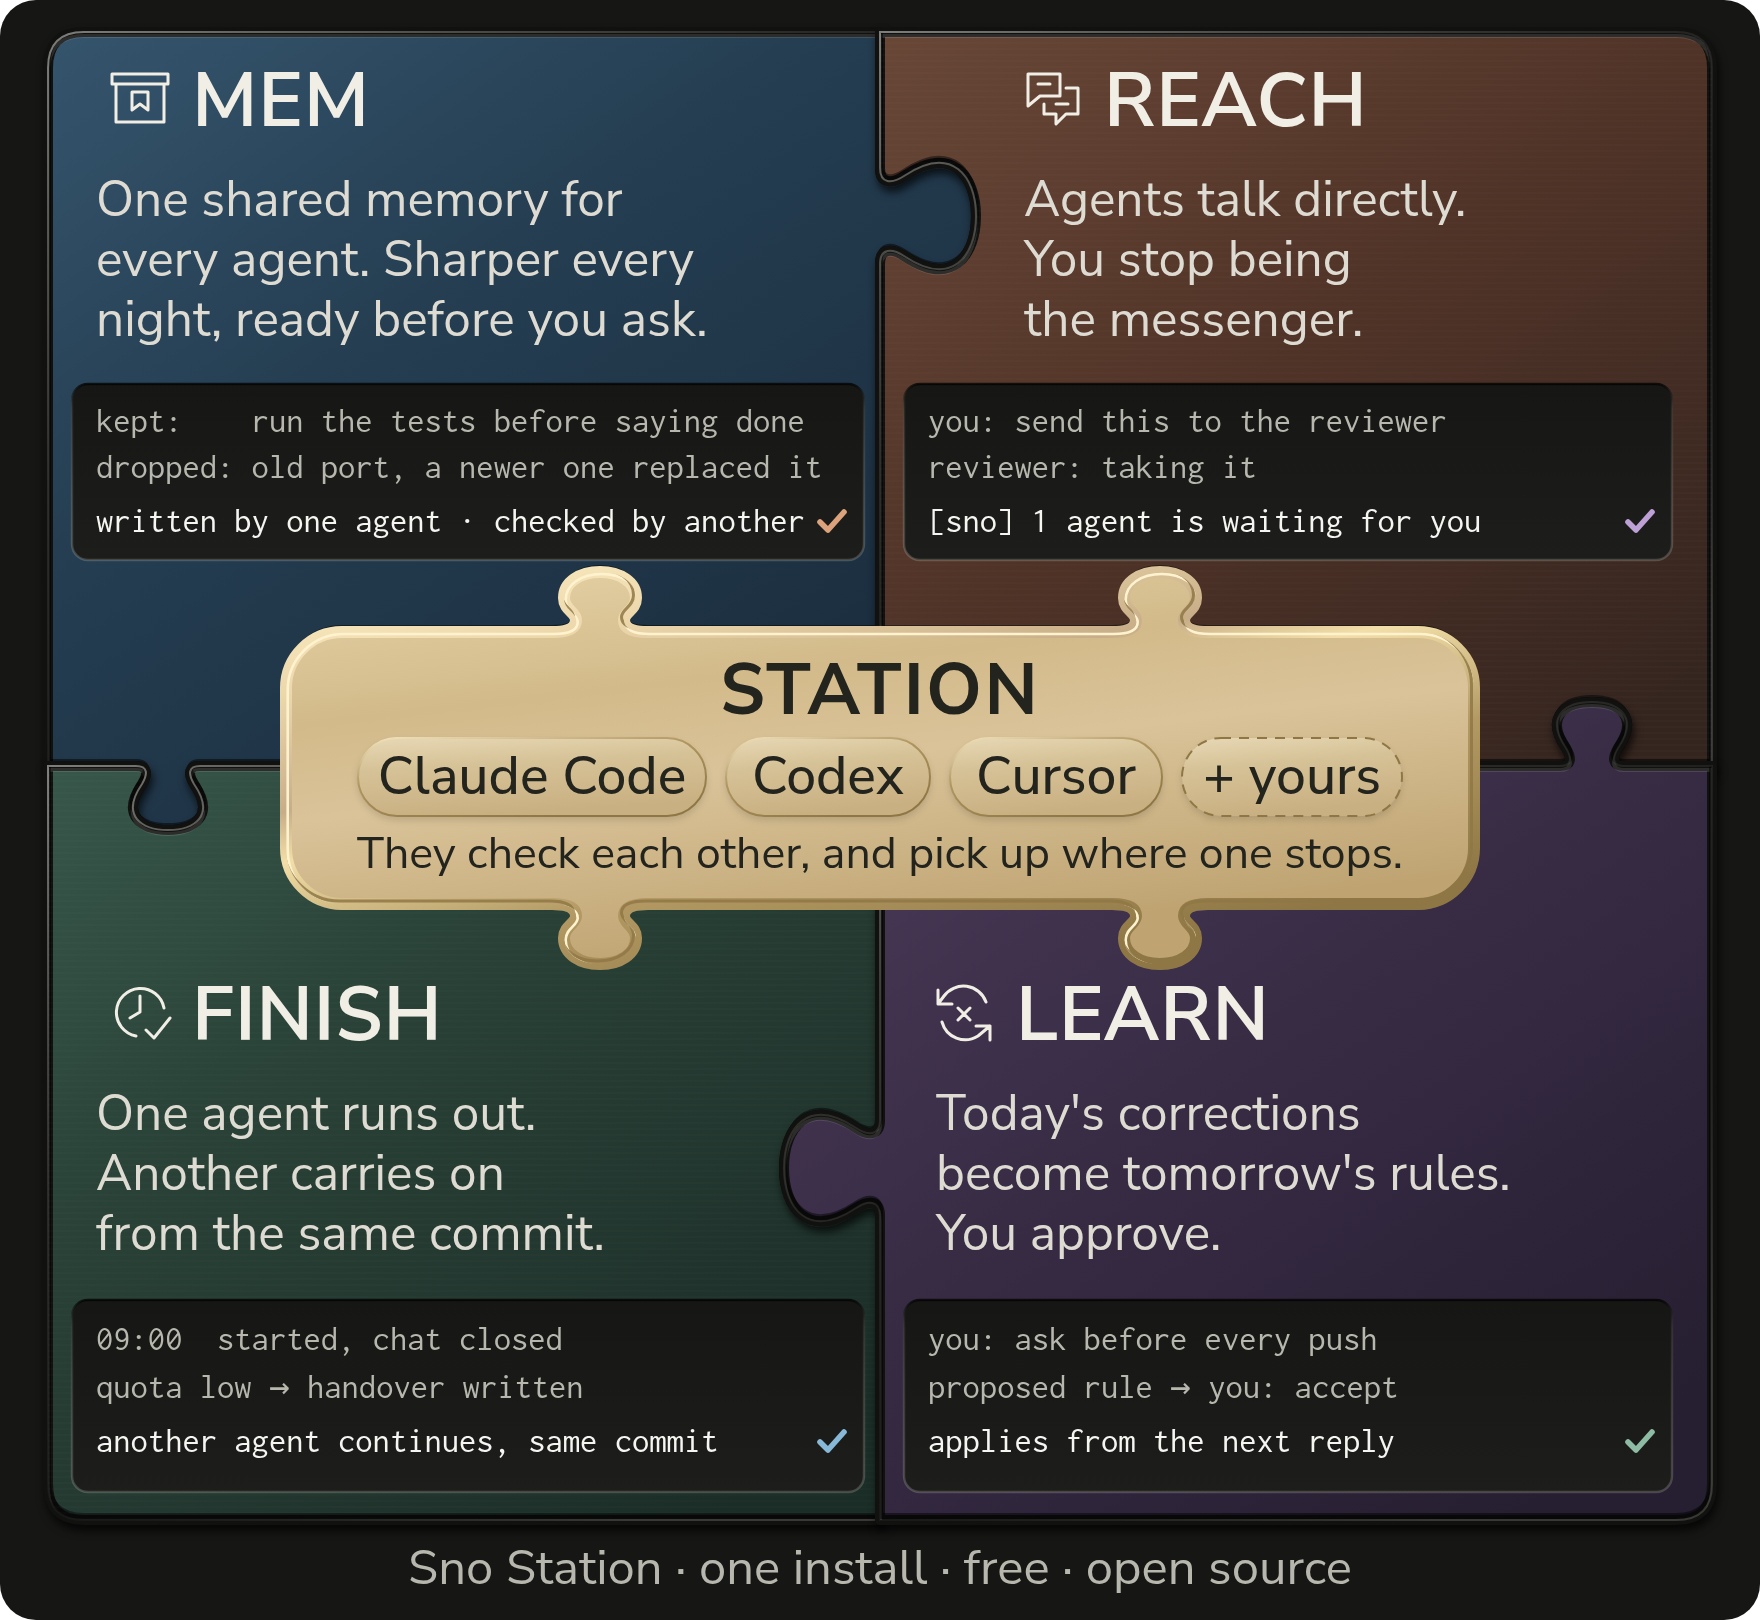 MEM
One shared memory for
every agent. Sharper every
night, ready before you ask.
kept:    run the tests before saying done
dropped: old port, a newer one replaced it
written by one agent · checked by another
REACH
Agents talk directly.
You stop being
the messenger.
you: send this to the reviewer
reviewer: taking it
[sno] 1 agent is waiting for you
STATION
Claude Code
Codex
Cursor
+ yours
They check each other, and pick up where one stops.
FINISH
One agent runs out.
Another carries on
from the same commit.
09:00  started, chat closed
quota low → handover written
another agent continues, same commit
LEARN
Today's corrections
become tomorrow's rules.
You approve.
you: ask before every push
proposed rule → you: accept
applies from the next reply
Sno Station · one install · free · open source